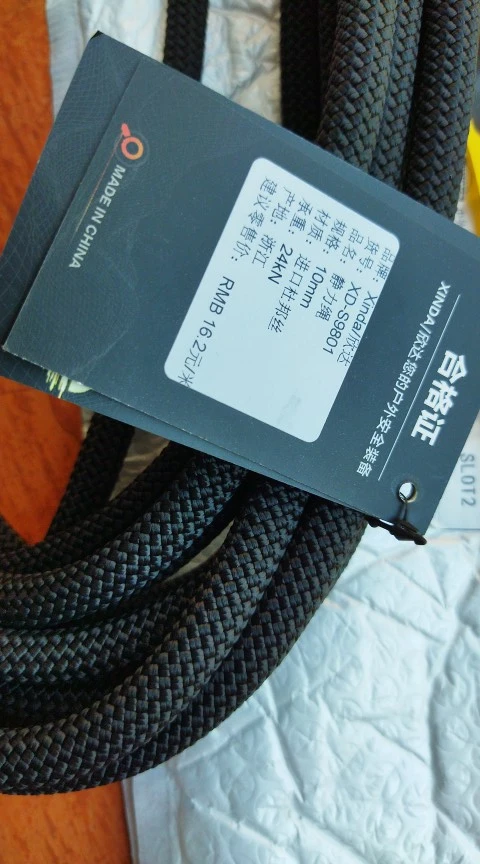 合格证
XINDA/欣达您的户外安全装备
品牌：Xinda/欣达
货号：XD-S9801
品名：静力绳
规格：10mm
材质：进口杜邦丝
承重：24kN
产地：浙江
建议零售价：RMB 16.2元/米
MADE IN CHINA
SLOT2